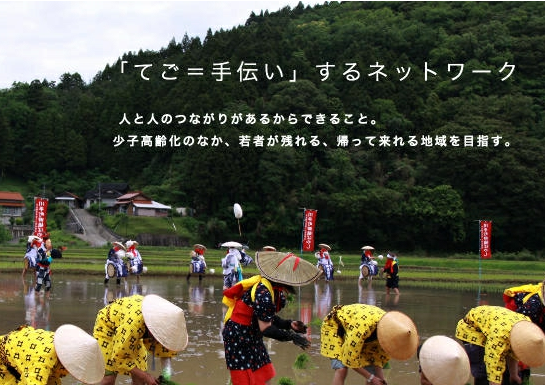 「てご＝手伝い」するネットワーク
人と人のつながりがあるからできること。
少子高齢化のなか、若者が残れる、帰って来れる地域を目指す。